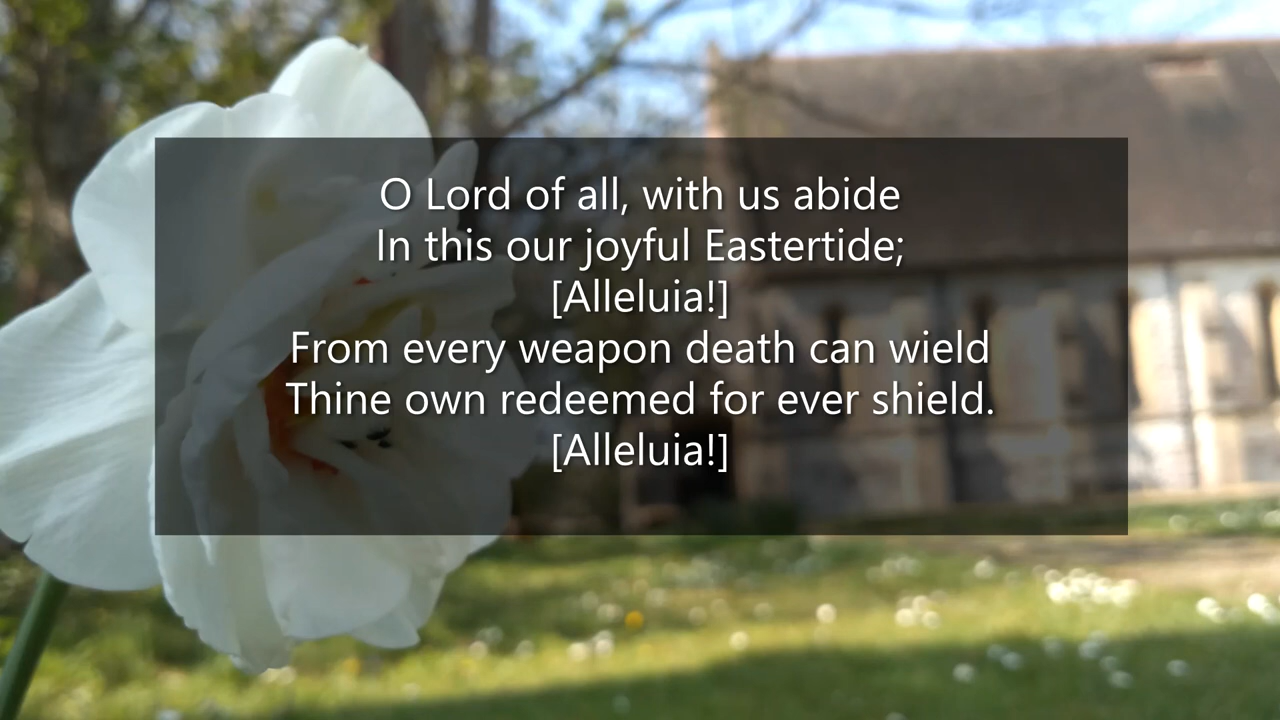 O Lord of all, with us abide
In this our joyful Eastertide;
[Alleluia!]
From every weapon death can wield
Thine own redeemed for ever shield.
[Alleluia!]